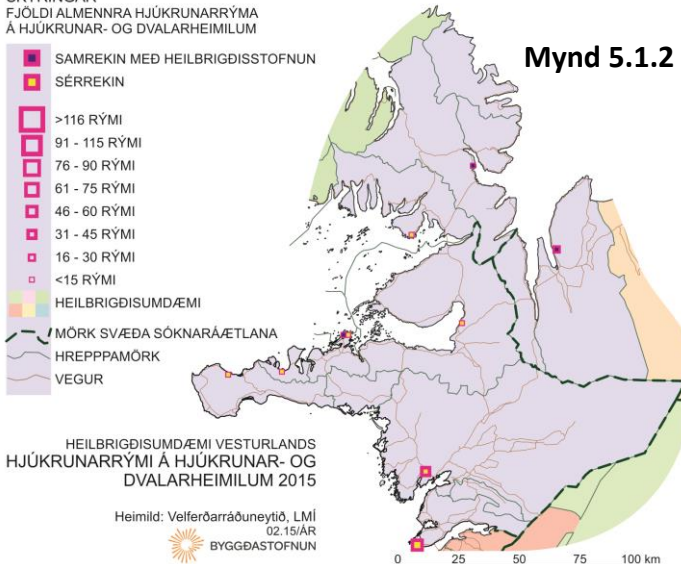 SKÝRINGAR
FJÖLDI ALMENNRA HJÚKRUNARRÝMA
Á HJÚKRUNAR- OG DVALARHEIMILUM
SAMREKIN MEÐ HEILBRIGÐISSTOFNUN
SÉRREKIN
>116 RÝMI
91 - 115 RÝMI
76 - 90 RÝMI
61 - 75 RÝMI
46 - 60 RÝMI
31 - 45 RÝMI
16 - 30 RÝMI
<15 RÝMI
HEILBRIGÐISUMDÆMI
MÖRK SVÆÐA SÓKNARÁÆTLANA
HREPPPAMÖRK
VEGUR
Mynd 5.1.2
HEILBRIGÐISUMDÆMI VESTURLANDS
HJÚKRUNARRÝMI Á HJÚKRUNAR- OG
DVALARHEIMILUM 2015
Heimild: Velferðarráðuneytið, LMÍ
02.15/ÁR
BYGGÐASTOFNUN
0 25 50 75 100 km